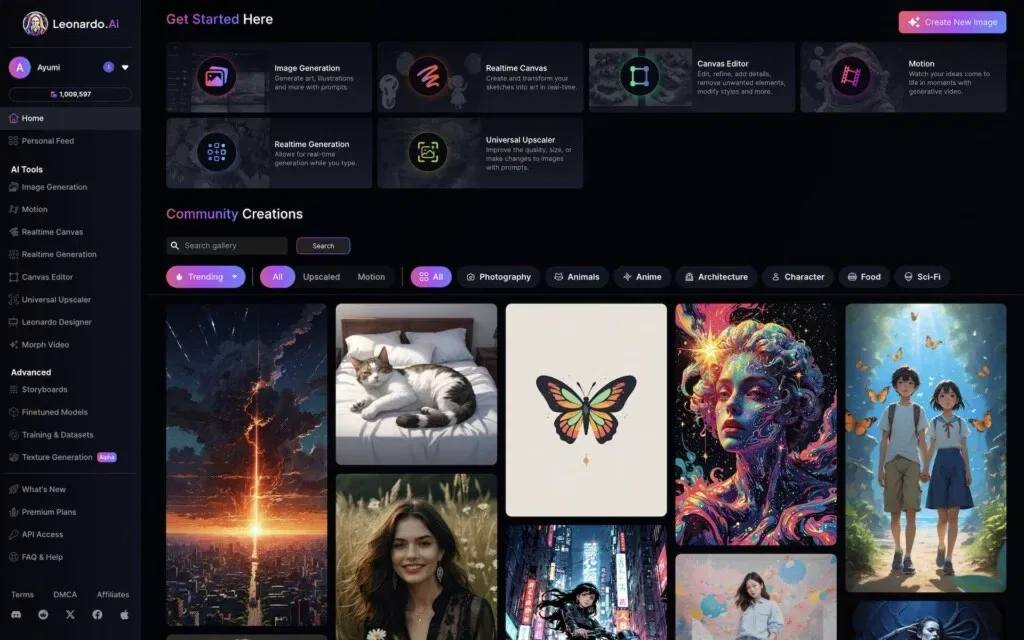 Leonardo.Ai
A
Ayumi
1
1,009,597
Home
Personal Feed
AI Tools
Image Generation
Motion
Realtime Canvas
Realtime Generation
Canvas Editor
Universal Upscaler
Leonardo Designer
Morph Video
Advanced
Storyboards
Finetuned Models
Training & Datasets
Texture Generation Alpha
What's New
Premium Plans
API Access
FAQ & Help
Terms DMCA Affiliates
Get Started Here
Create New Image
Image Generation
Generate art, illustrations
and more with prompts.
Realtime Canvas
Create and transform your
sketches into art in real-time.
Canvas Editor
Edit, refine, add details,
remove unwanted elements,
modify styles and more.
Motion
Watch your ideas come to
life in moments with
generative video.
Realtime Generation
Allows for real-time
generation while you type.
Universal Upscaler
Improve the quality, size, or
make changes to images
with prompts.
Community Creations
Search gallery
Search
Trending All Upscaled Motion All Photography Animals Anime Architecture Character Food Sci-Fi